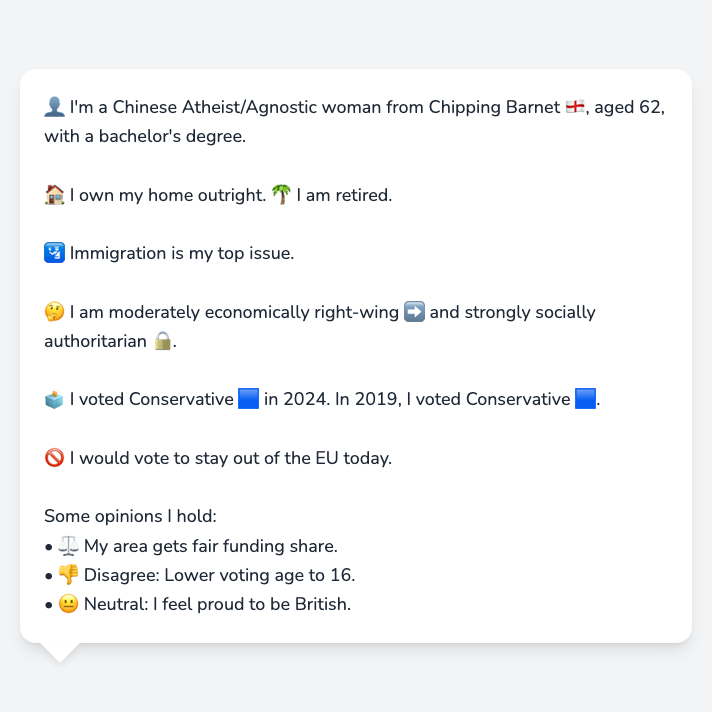 👤 I'm a Chinese Atheist/Agnostic woman from Chipping Barnet 🏴󠁧󠁢󠁥󠁮󠁧󠁿, aged 62,
with a bachelor's degree.
🏠 I own my home outright. 🌴 I am retired.
🛂 Immigration is my top issue.
🤔 I am moderately economically right-wing ➡️ and strongly socially
authoritarian 🔒.
🗳️ I voted Conservative 🟦 in 2024. In 2019, I voted Conservative 🟦.
🚫 I would vote to stay out of the EU today.
Some opinions I hold:
• ⚖️ My area gets fair funding share.
• 👎 Disagree: Lower voting age to 16.
• 😐 Neutral: I feel proud to be British.